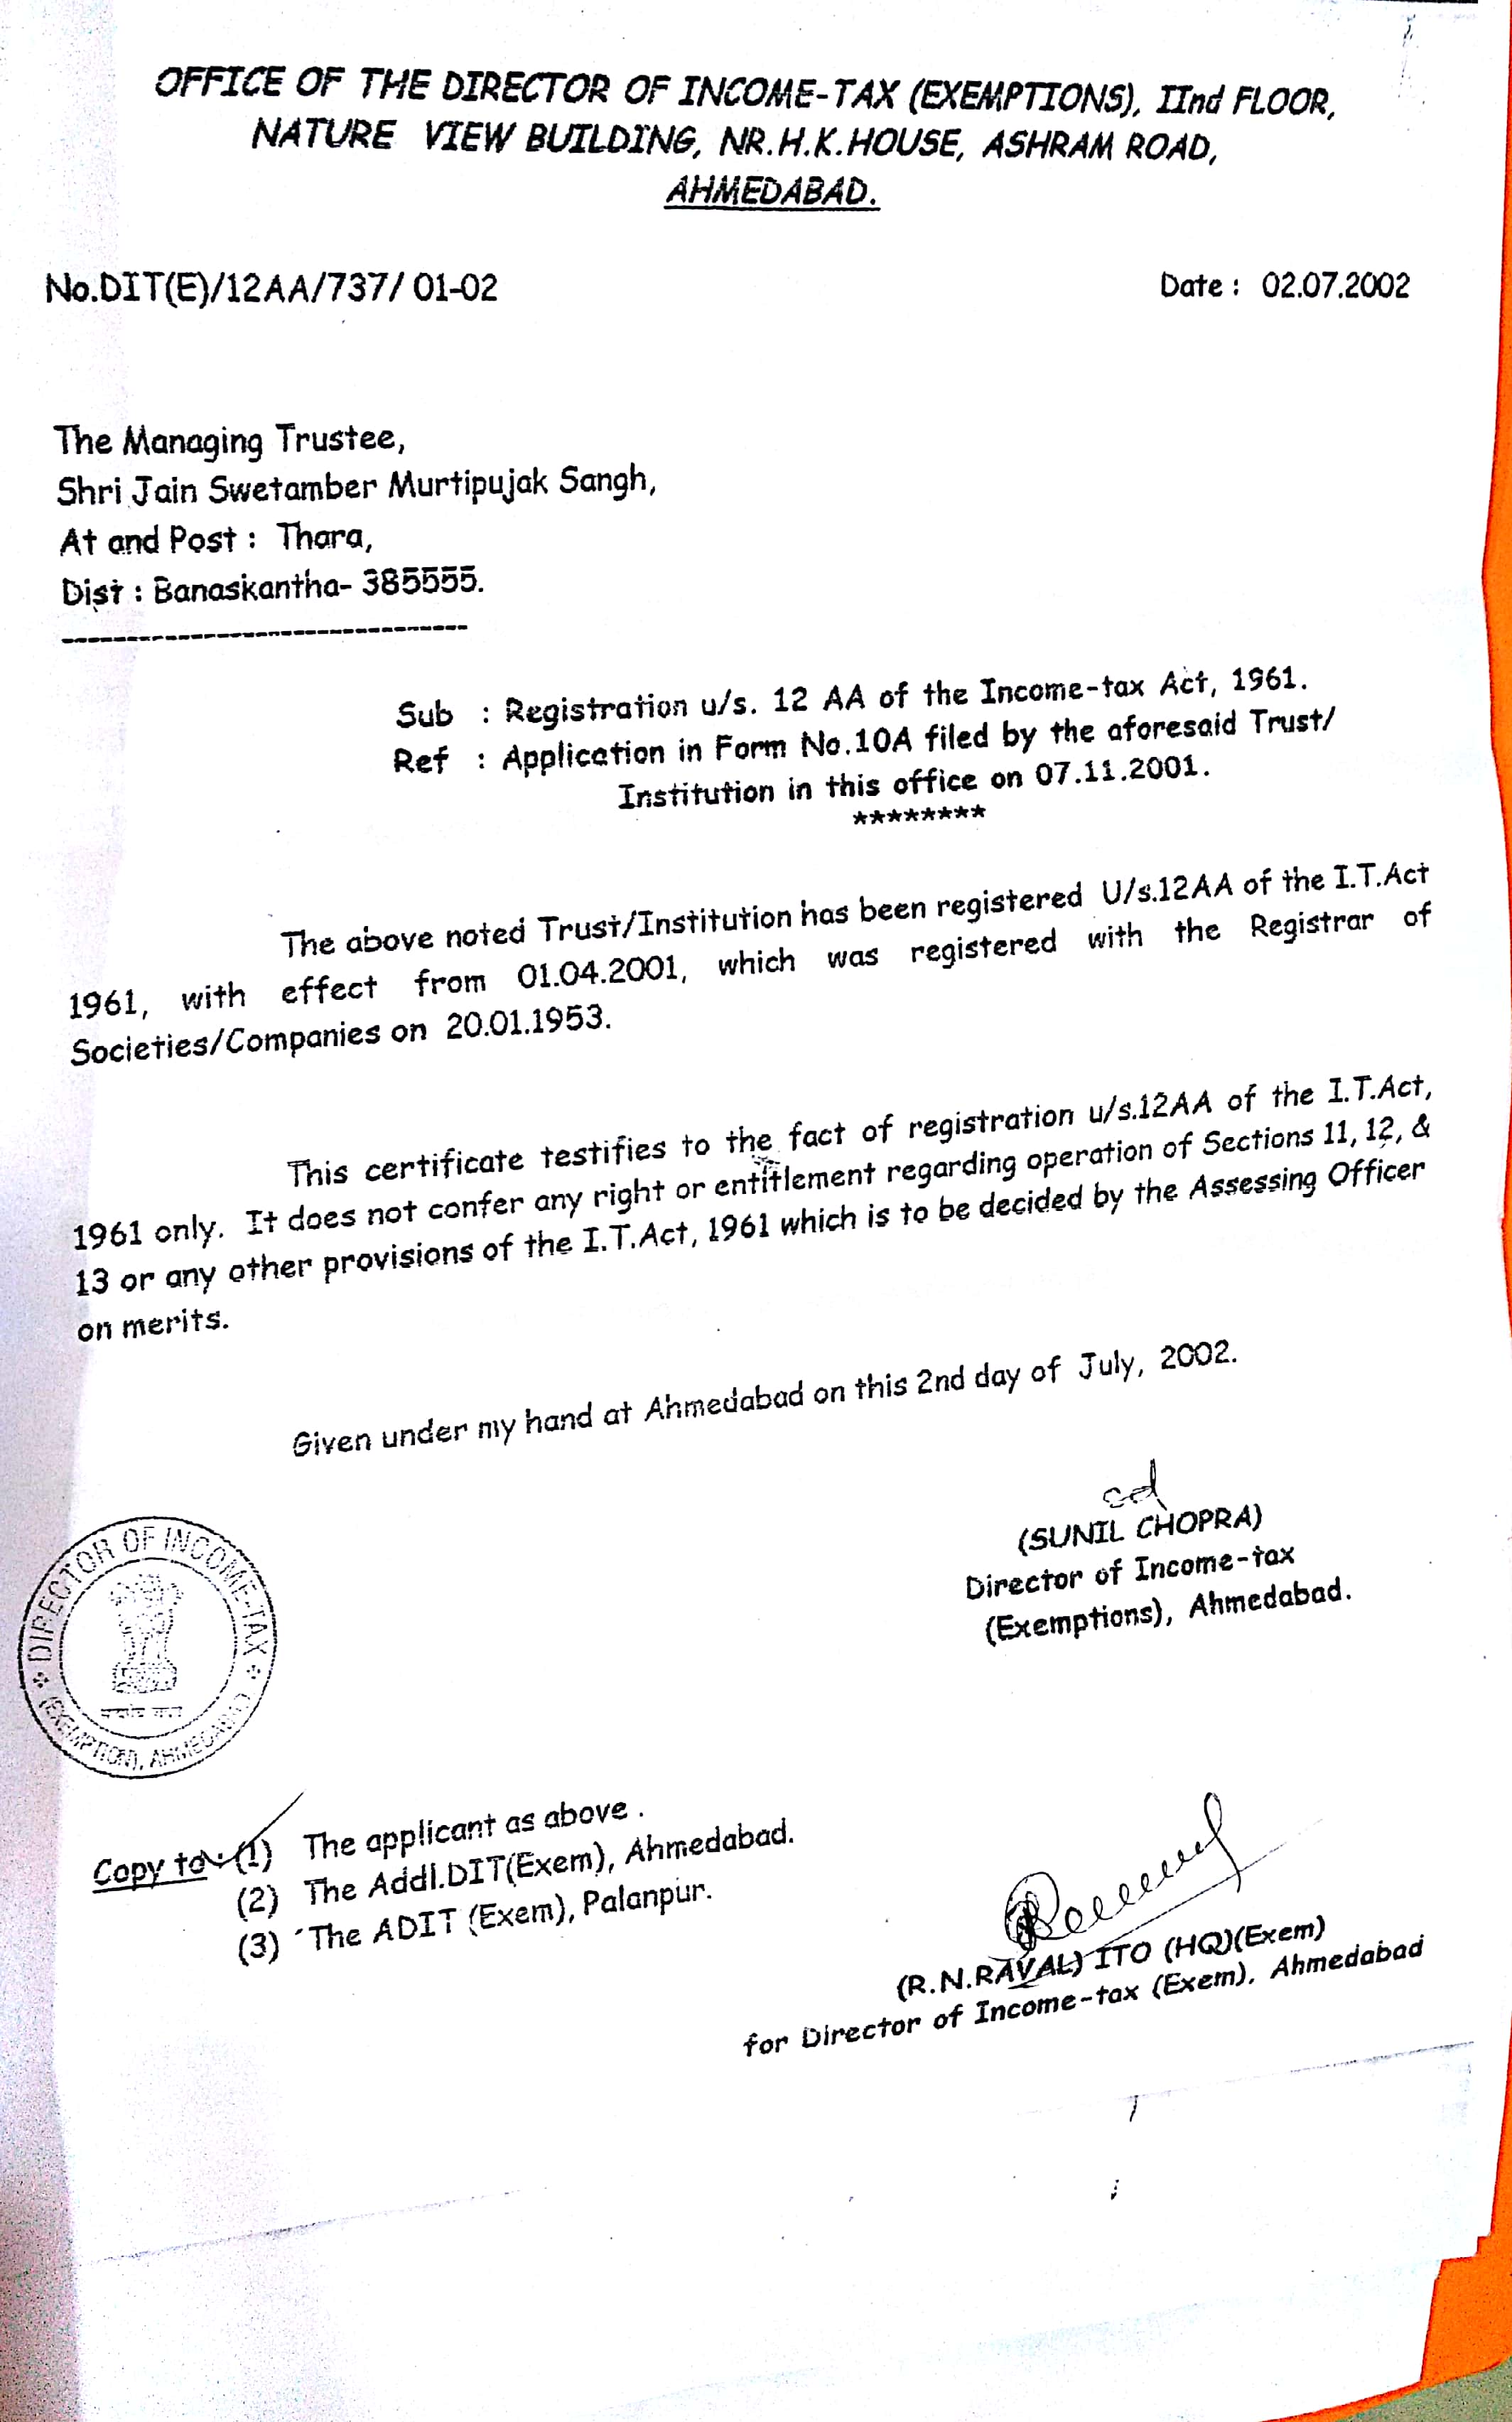 OFFICE OF THE DIRECTOR OF INCOME-TAX (EXEMPTIONS), IInd FLOOR,
NATURE VIEW BUILDING, NR.H.K.HOUSE, ASHRAM ROAD,
AHMEDABAD.
No.DIT(E)/12AA/737/ 01-02
Date : 02.07.2002
The Managing Trustee,
Shri Jain Swetamber Murtipujak Sangh,
At and Post : Thara,
Dist : Banaskantha- 385555.
--------------------------------
Sub : Registration u/s. 12 AA of the Income-tax Act, 1961.
Ref : Application in Form No.10A filed by the aforesaid Trust/
Institution in this office on 07.11.2001.
********
The above noted Trust/Institution has been registered U/s.12AA of the I.T.Act
1961, with effect from 01.04.2001, which was registered with the Registrar of
Societies/Companies on 20.01.1953.
This certificate testifies to the fact of registration u/s.12AA of the I.T.Act,
1961 only. It does not confer any right or entitlement regarding operation of Sections 11, 12, &
13 or any other provisions of the I.T.Act, 1961 which is to be decided by the Assessing Officer
on merits.
Given under my hand at Ahmedabad on this 2nd day of July, 2002.
(SUNIL CHOPRA)
Director of Income-tax
(Exemptions), Ahmedabad.
DIRECTOR OF INCOME-TAX
(EXEMPTION), AHMEDABAD
Copy to : (1) The applicant as above .
(2) The Addl.DIT(Exem), Ahmedabad.
(3) The ADIT (Exem), Palanpur.
(R.N.RAVAL) ITO (HQ)(Exem)
for Director of Income-tax (Exem), Ahmedabad